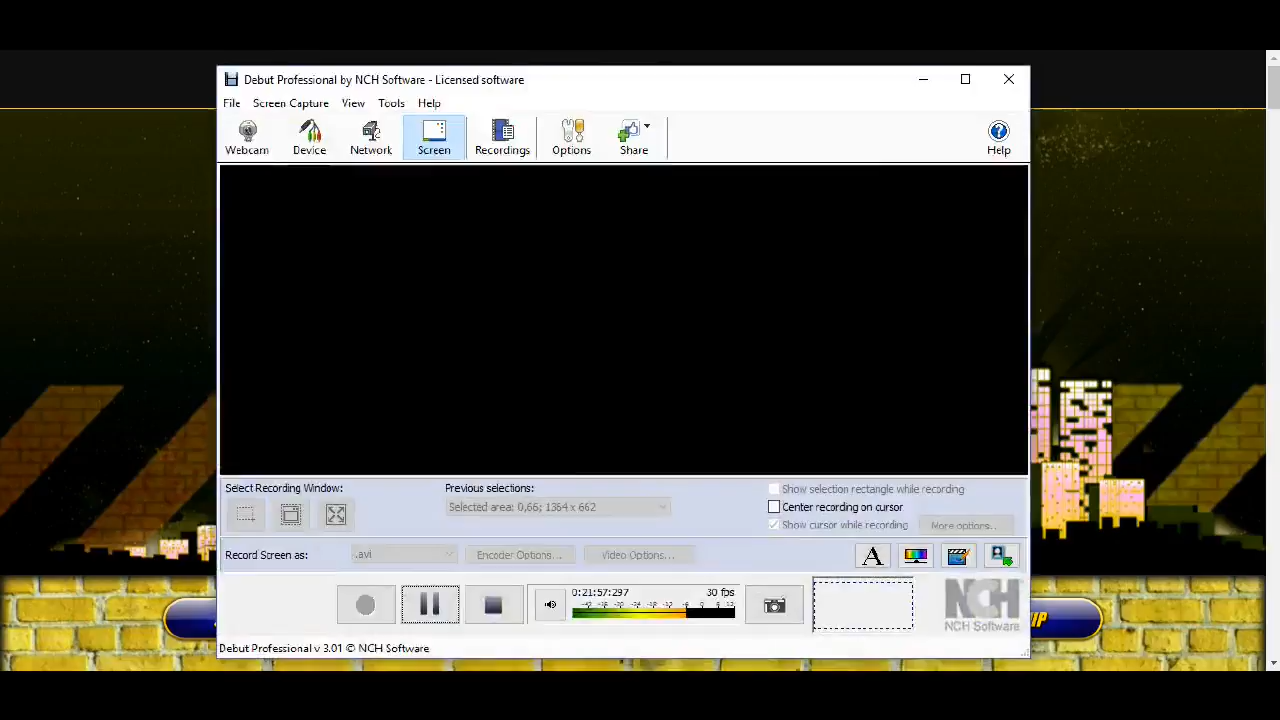 Debut Professional by NCH Software - Licensed software
File Screen Capture View Tools Help
Webcam Device Network Screen Recordings Options Share Help
Select Recording Window:
Previous selections:
Selected area: 0,66; 1364 x 662
Show selection rectangle while recording
Center recording on cursor
Show cursor while recording
More options...
Record Screen as: .avi Encoder Options... Video Options...
A
0:21:57:297 30 fps
NCH
NCH Software
IP
Debut Professional v 3.01 © NCH Software